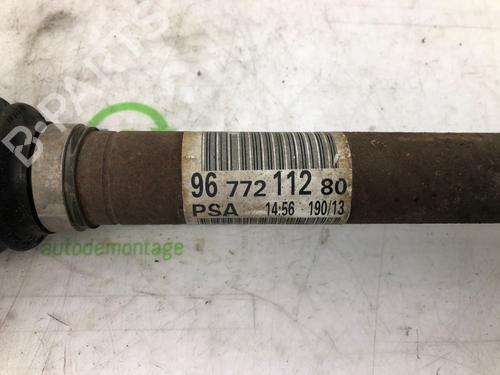 B-PARTS
96 772 112 80
PSA 14:56 190/13
autodemontage